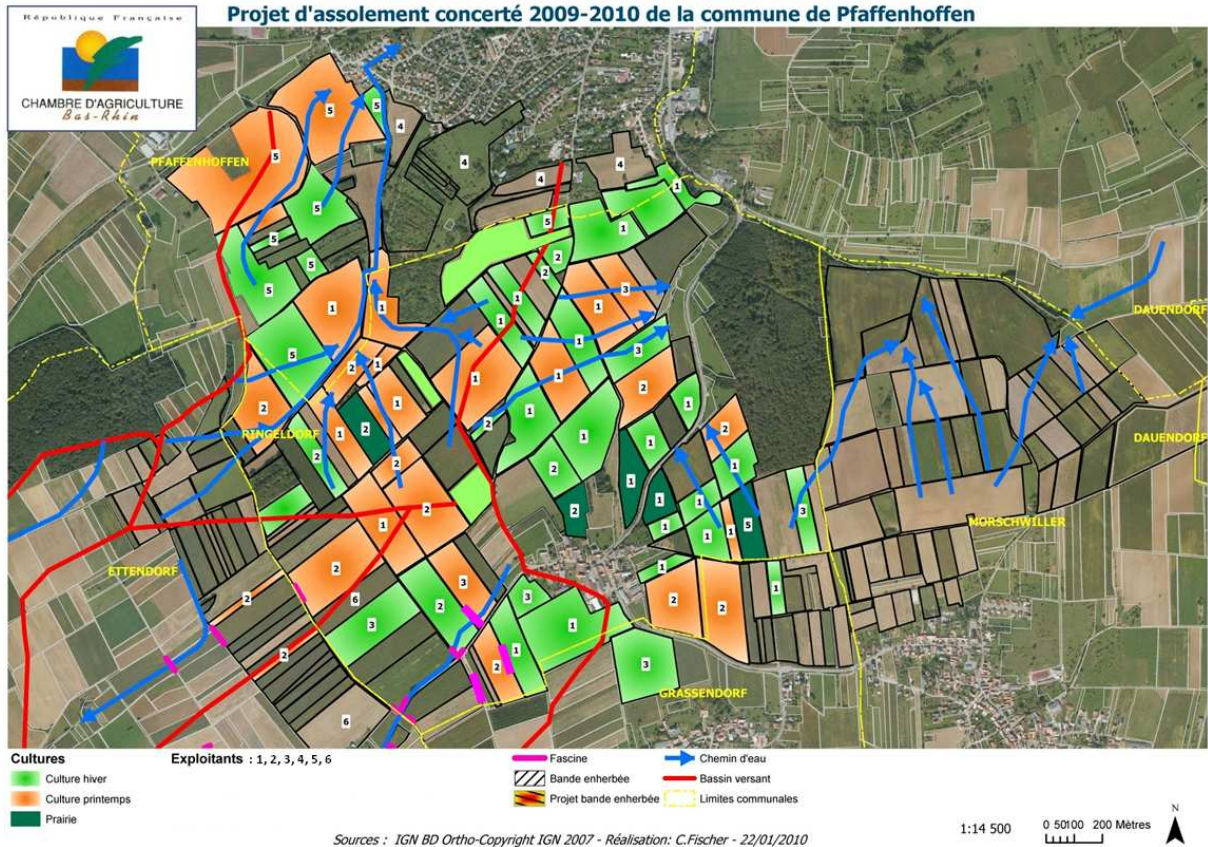 Projet d'assolement concerté 2009-2010 de la commune de Pfaffenhoffen
République Française
CHAMBRE D'AGRICULTURE
Bas-Rhin
PFAFFENHOFFEN
RINGELDORF
ETTENDORF
GRASSENDORF
MORSCHWILLER
DAUENDORF
DAUENDORF
Cultures
Culture hiver
Culture printemps
Prairie
Exploitants : 1, 2, 3, 4, 5, 6
Fascine
Bande enherbée
Projet bande enherbée
Chemin d'eau
Bassin versant
Limites communales
Sources : IGN BD Ortho-Copyright IGN 2007 - Réalisation: C.Fischer - 22/01/2010
1:14 500
0 50100 200 Mètres
N